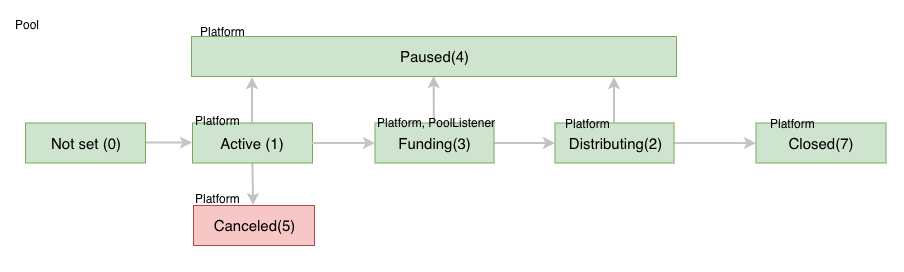 Pool
Platform
Paused(4)
Platform
Platform, PoolListener
Platform
Platform
Not set (0)
Active (1)
Funding(3)
Distributing(2)
Closed(7)
Platform
Canceled(5)